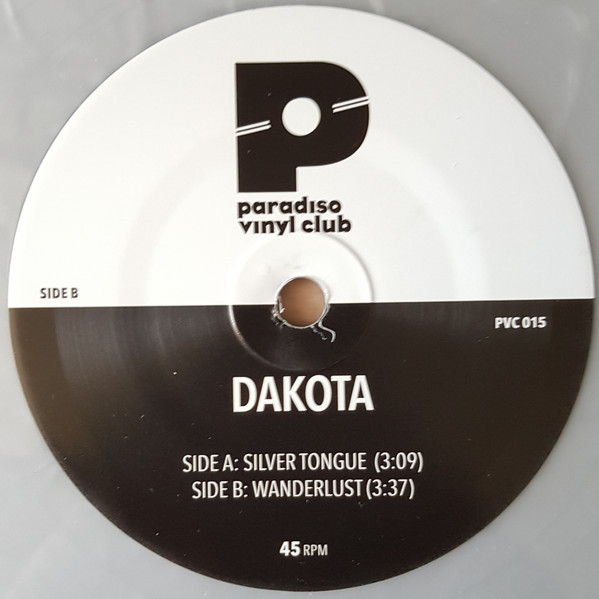 P
paradiso
vinyl club
SIDE B
PVC 015
DAKOTA
SIDE A: SILVER TONGUE (3:09)
SIDE B: WANDERLUST (3:37)
45 RPM